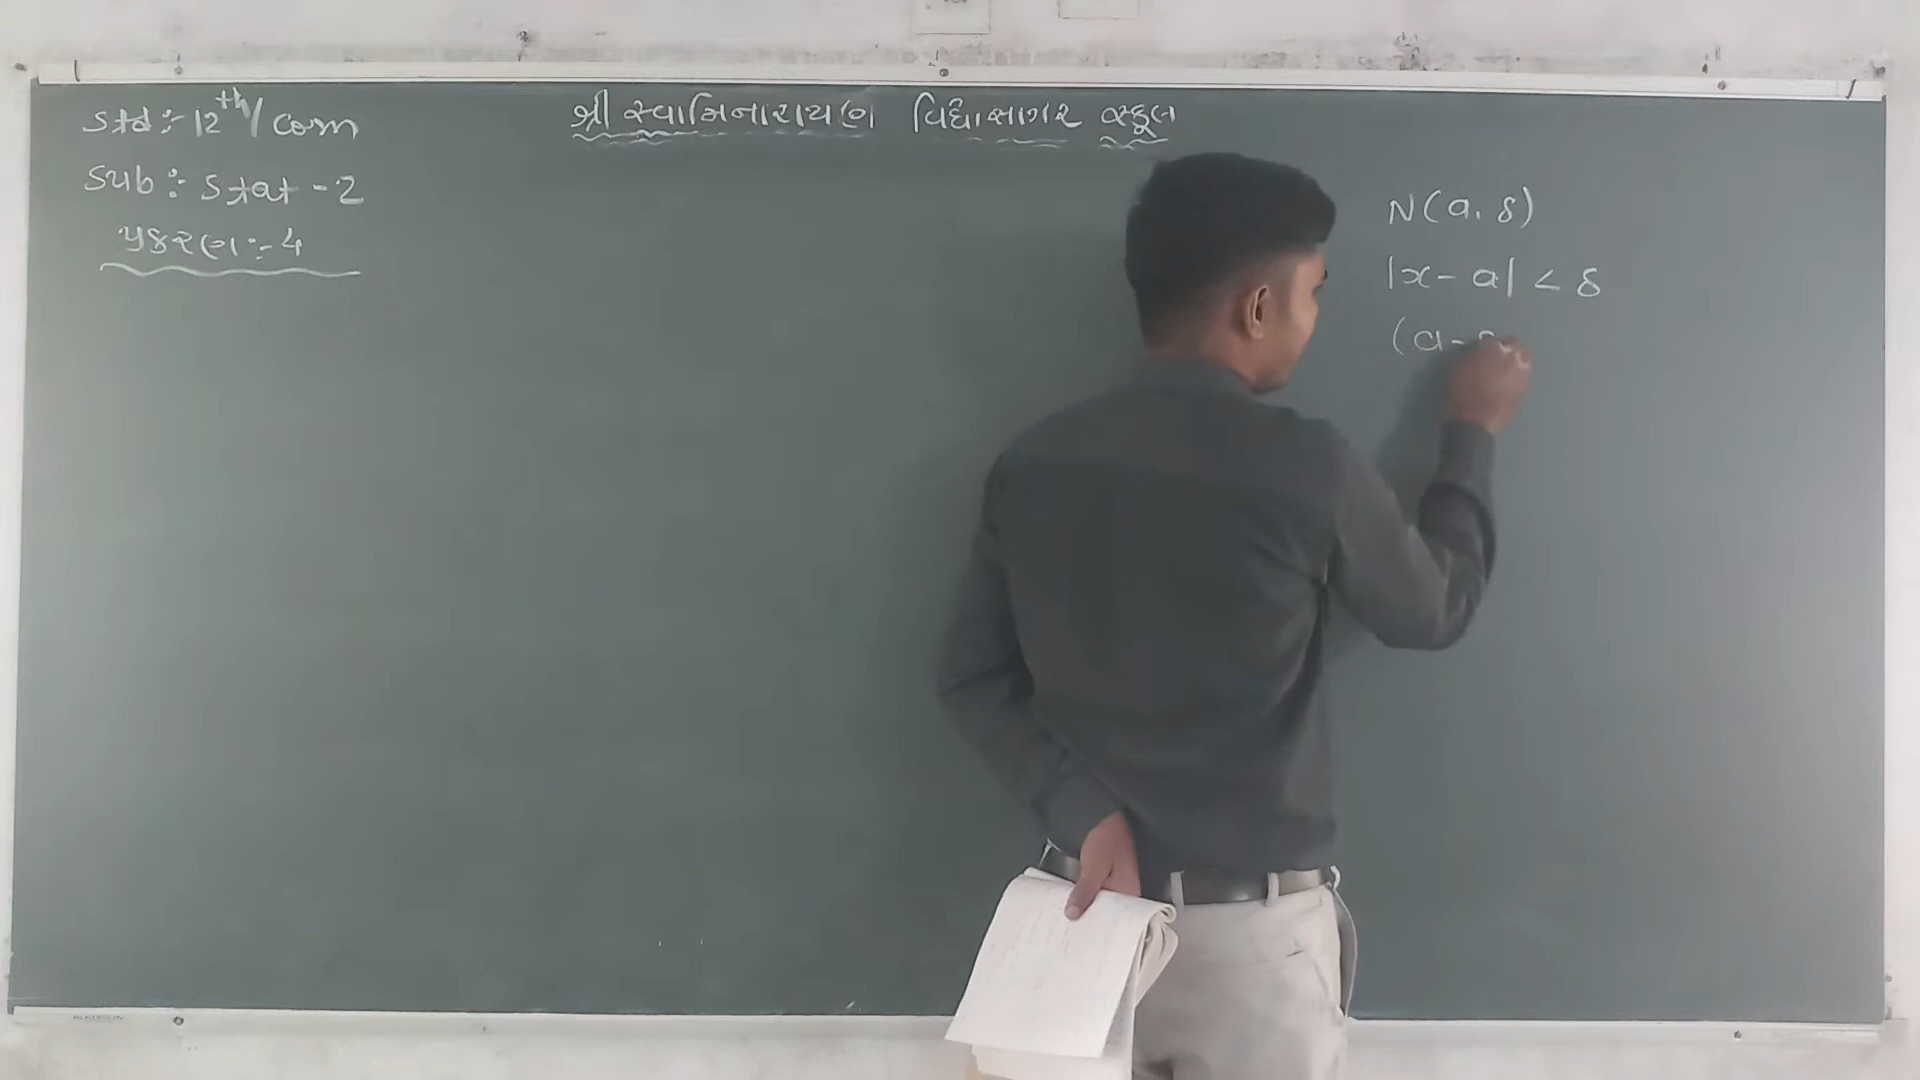 Std :- 12th / com
શ્રી સ્વામિનારાયણ વિદ્યાસાગર સ્કૂલ
Sub :- Stat - 2
પ્રકરણ :- 4
N(a, δ)
|x - a| < δ
(a - δ